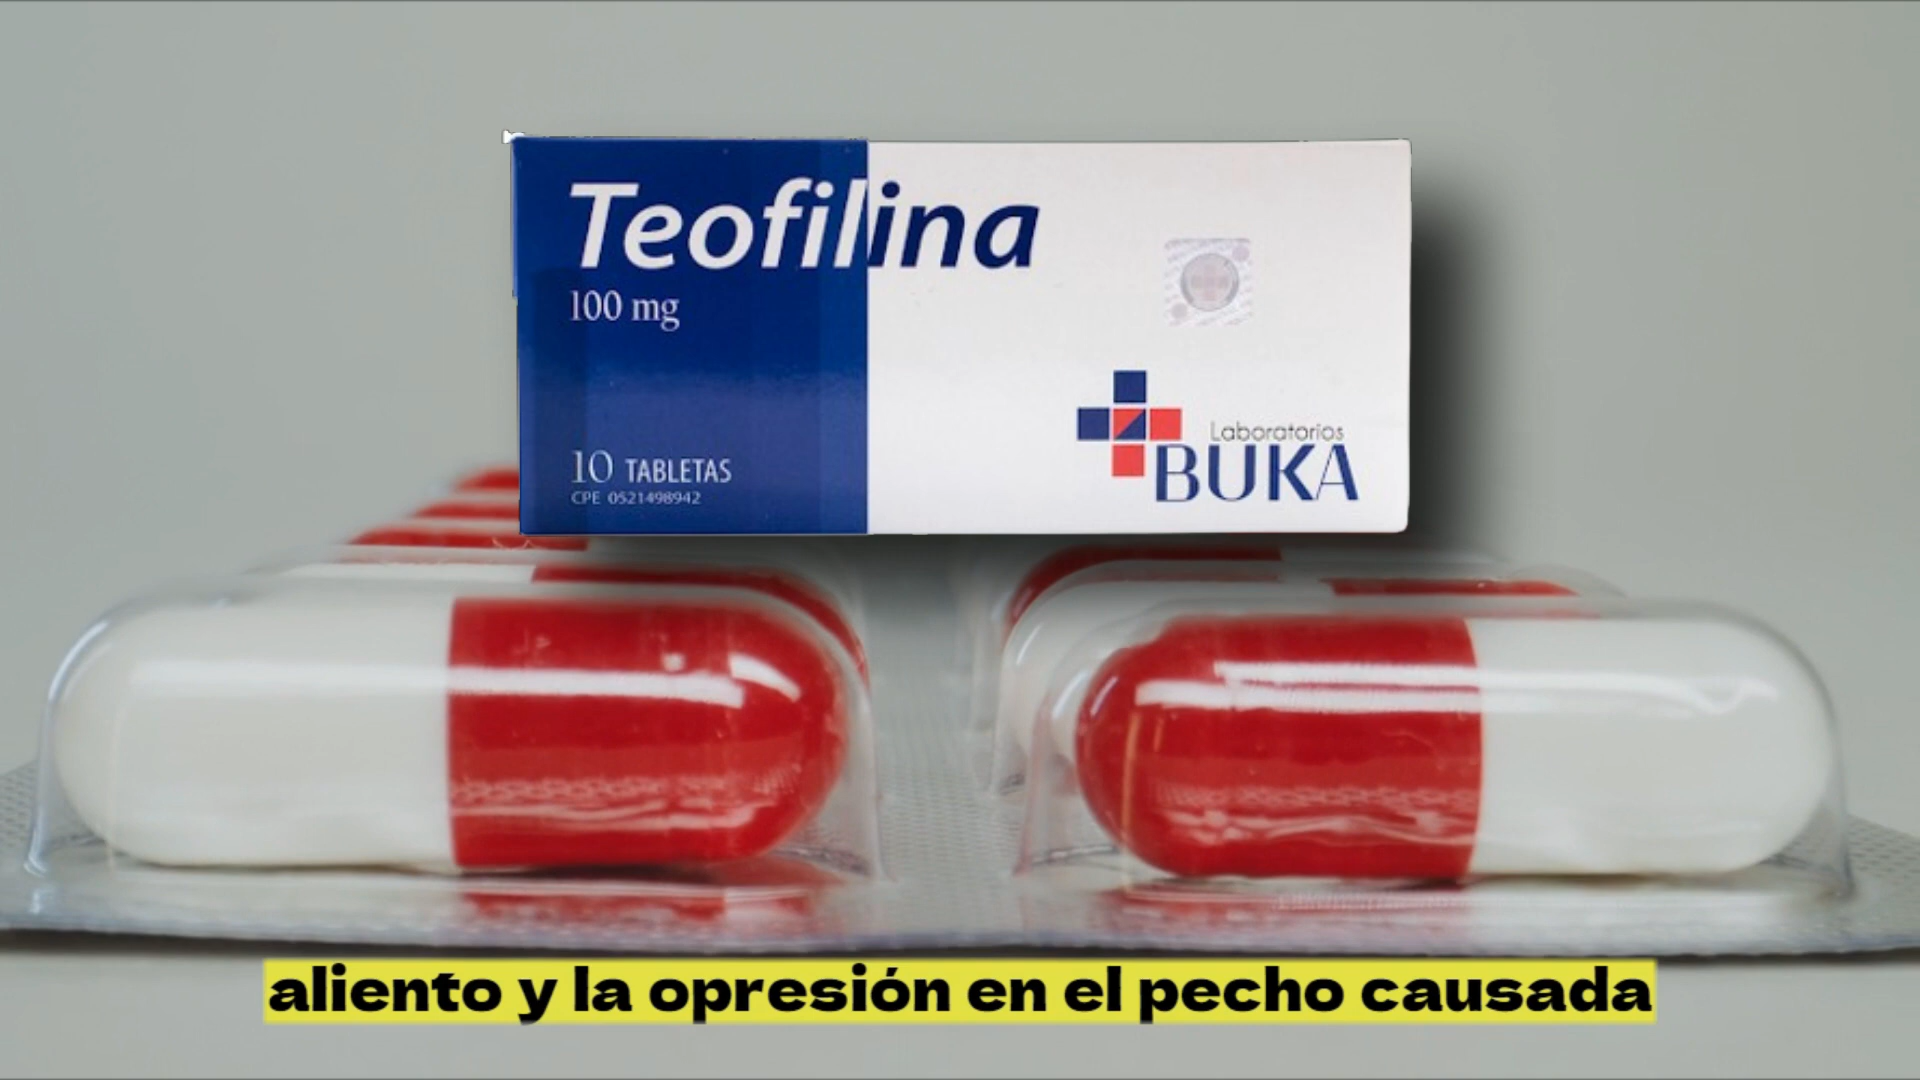 Teofilina
100 mg
10 TABLETAS
CPE 0521498942
Laboratorios
BUKA
aliento y la opresión en el pecho causada